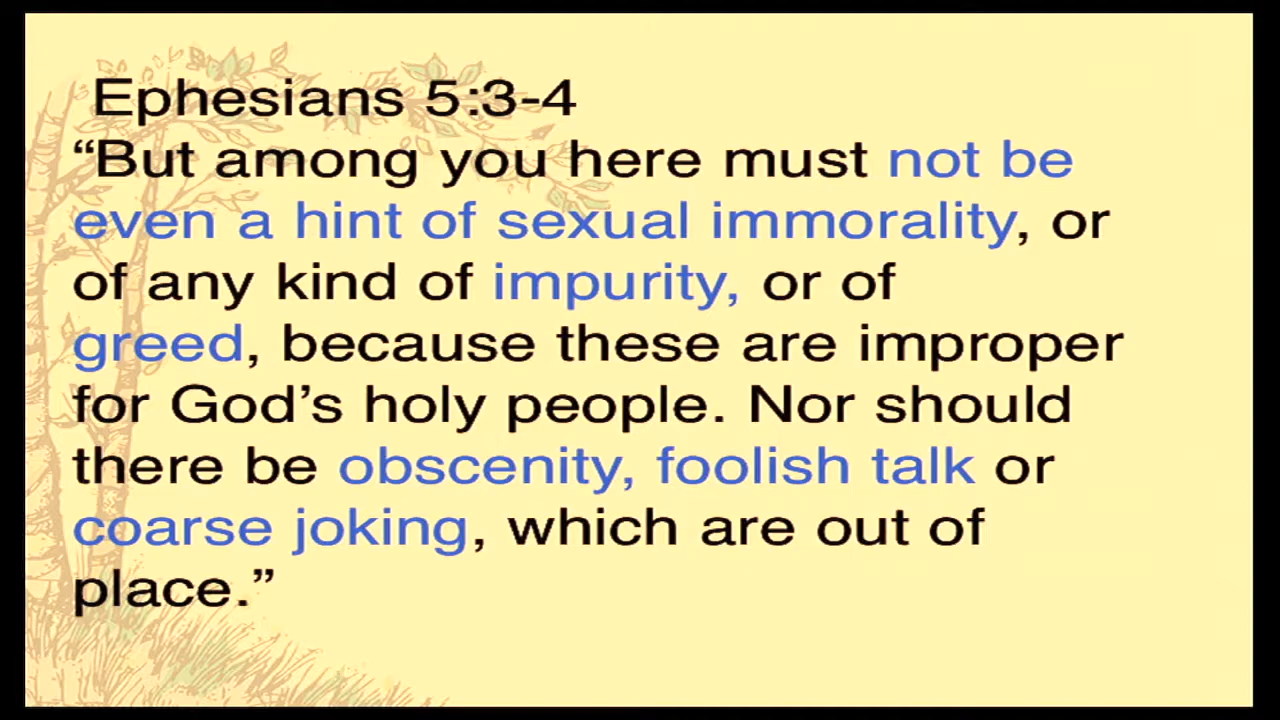 Ephesians 5:3-4
“But among you here must not be
even a hint of sexual immorality, or
of any kind of impurity, or of
greed, because these are improper
for God’s holy people. Nor should
there be obscenity, foolish talk or
coarse joking, which are out of
place.”